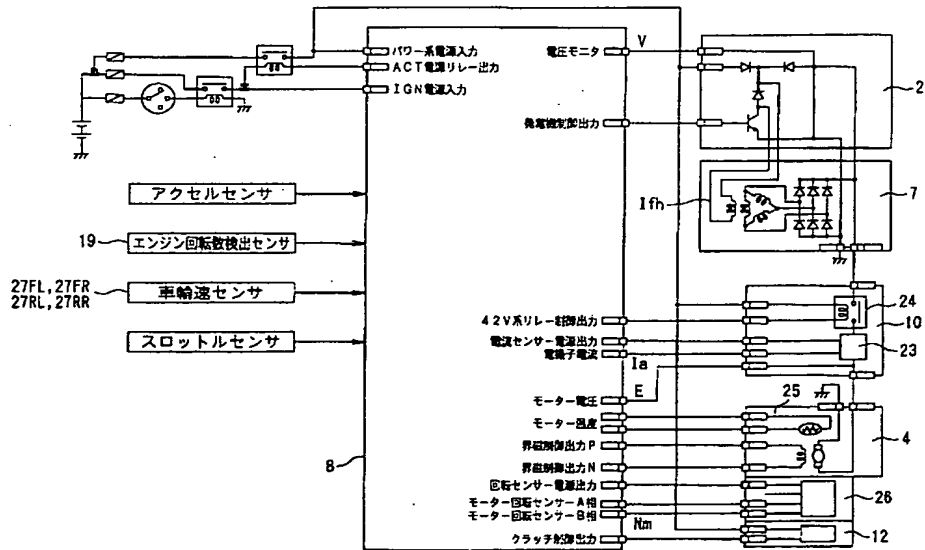 パワー系電源入力
ACT電源リレー出力
IGN電源入力
電圧モニタ
V
2
発電機制御出力
アクセルセンサ
Ifh
7
19
エンジン回転数検出センサ
27FL,27FR
27RL,27RR
車輪速センサ
スロットルセンサ
42V系リレー制御出力
電流センサー電源出力
電機子電流
Ia
24
10
23
E
モーター電圧
モーター温度
25
界磁制御出力P
4
8
界磁制御出力N
回転センサー電源出力
モーター回転センサーA相
モーター回転センサーB相
26
Nm
クラッチ制御出力
12